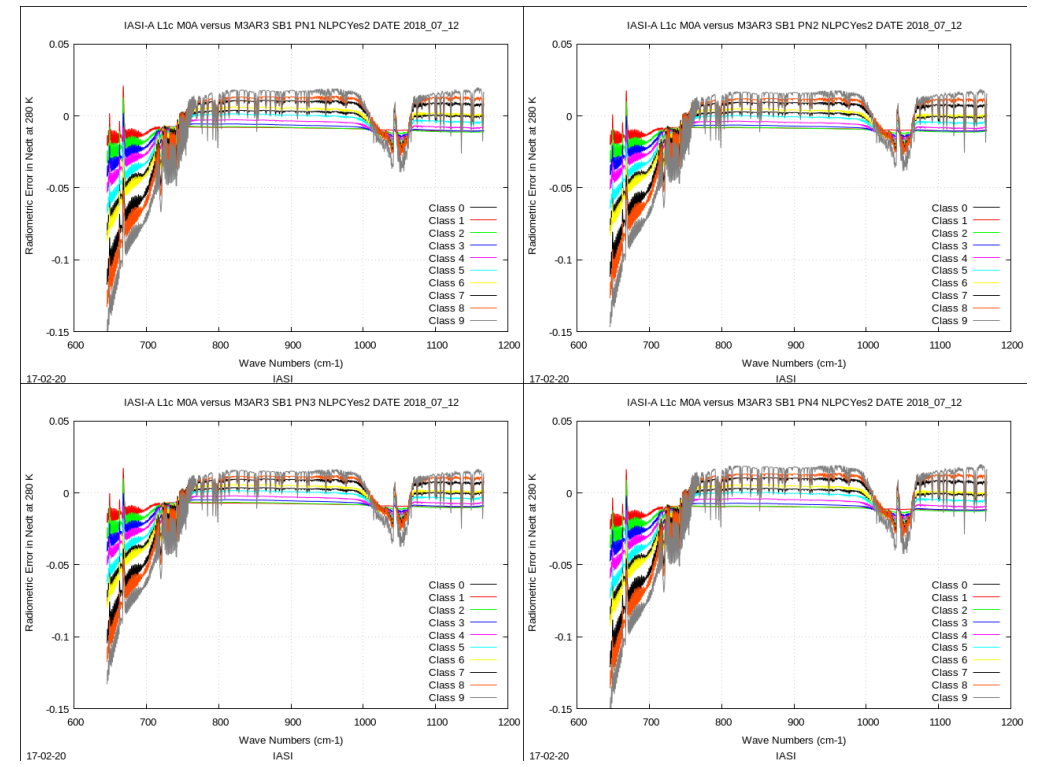 IASI-A L1c M0A versus M3AR3 SB1 PN1 NLPCYes2 DATE 2018_07_12
0.05
0
-0.05
-0.1
-0.15
Radiometric Error in Nedt at 280 K
Class 0
Class 1
Class 2
Class 3
Class 4
Class 5
Class 6
Class 7
Class 8
Class 9
600 700 800 900 1000 1100 1200
Wave Numbers (cm-1)
17-02-20 IASI
IASI-A L1c M0A versus M3AR3 SB1 PN2 NLPCYes2 DATE 2018_07_12
0.05
0
-0.05
-0.1
-0.15
Radiometric Error in Nedt at 280 K
Class 0
Class 1
Class 2
Class 3
Class 4
Class 5
Class 6
Class 7
Class 8
Class 9
600 700 800 900 1000 1100 1200
Wave Numbers (cm-1)
17-02-20 IASI
IASI-A L1c M0A versus M3AR3 SB1 PN3 NLPCYes2 DATE 2018_07_12
0.05
0
-0.05
-0.1
-0.15
Radiometric Error in Nedt at 280 K
Class 0
Class 1
Class 2
Class 3
Class 4
Class 5
Class 6
Class 7
Class 8
Class 9
600 700 800 900 1000 1100 1200
Wave Numbers (cm-1)
17-02-20 IASI
IASI-A L1c M0A versus M3AR3 SB1 PN4 NLPCYes2 DATE 2018_07_12
0.05
0
-0.05
-0.1
-0.15
Radiometric Error in Nedt at 280 K
Class 0
Class 1
Class 2
Class 3
Class 4
Class 5
Class 6
Class 7
Class 8
Class 9
600 700 800 900 1000 1100 1200
Wave Numbers (cm-1)
17-02-20 IASI